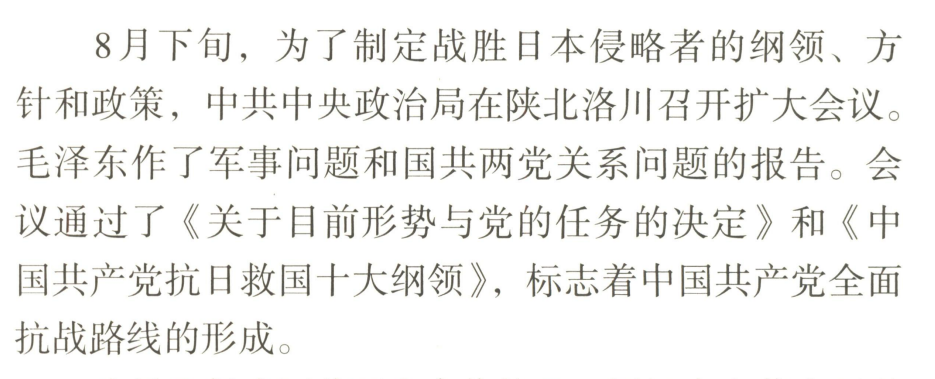 8月下旬，为了制定战胜日本侵略者的纲领、方
针和政策，中共中央政治局在陕北洛川召开扩大会议。
毛泽东作了军事问题和国共两党关系问题的报告。会
议通过了《关于目前形势与党的任务的决定》和《中
国共产党抗日救国十大纲领》，标志着中国共产党全面
抗战路线的形成。